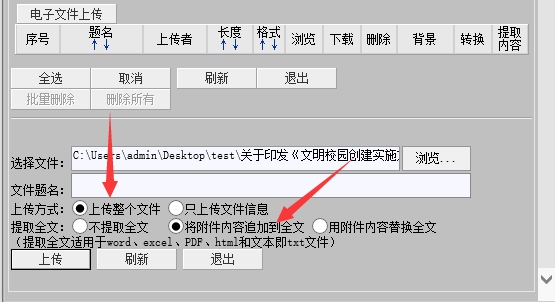 电子文件上传
序号 题名 上传者 长度 格式 浏览 下载 删除 背景 转换 提取内容
↑↓ ↑↓ ↑↓
全选 取消 刷新 退出
批量删除 删除所有
选择文件: C:\Users\admin\Desktop\test\关于印发《文明校园创建实施 浏览...
文件题名:
上传方式: 上传整个文件 只上传文件信息
提取全文: 不提取全文 将附件内容追加到全文 用附件内容替换全文
(提取全文适用于word、excel、PDF、html和文本即txt文件)
上传 刷新 退出